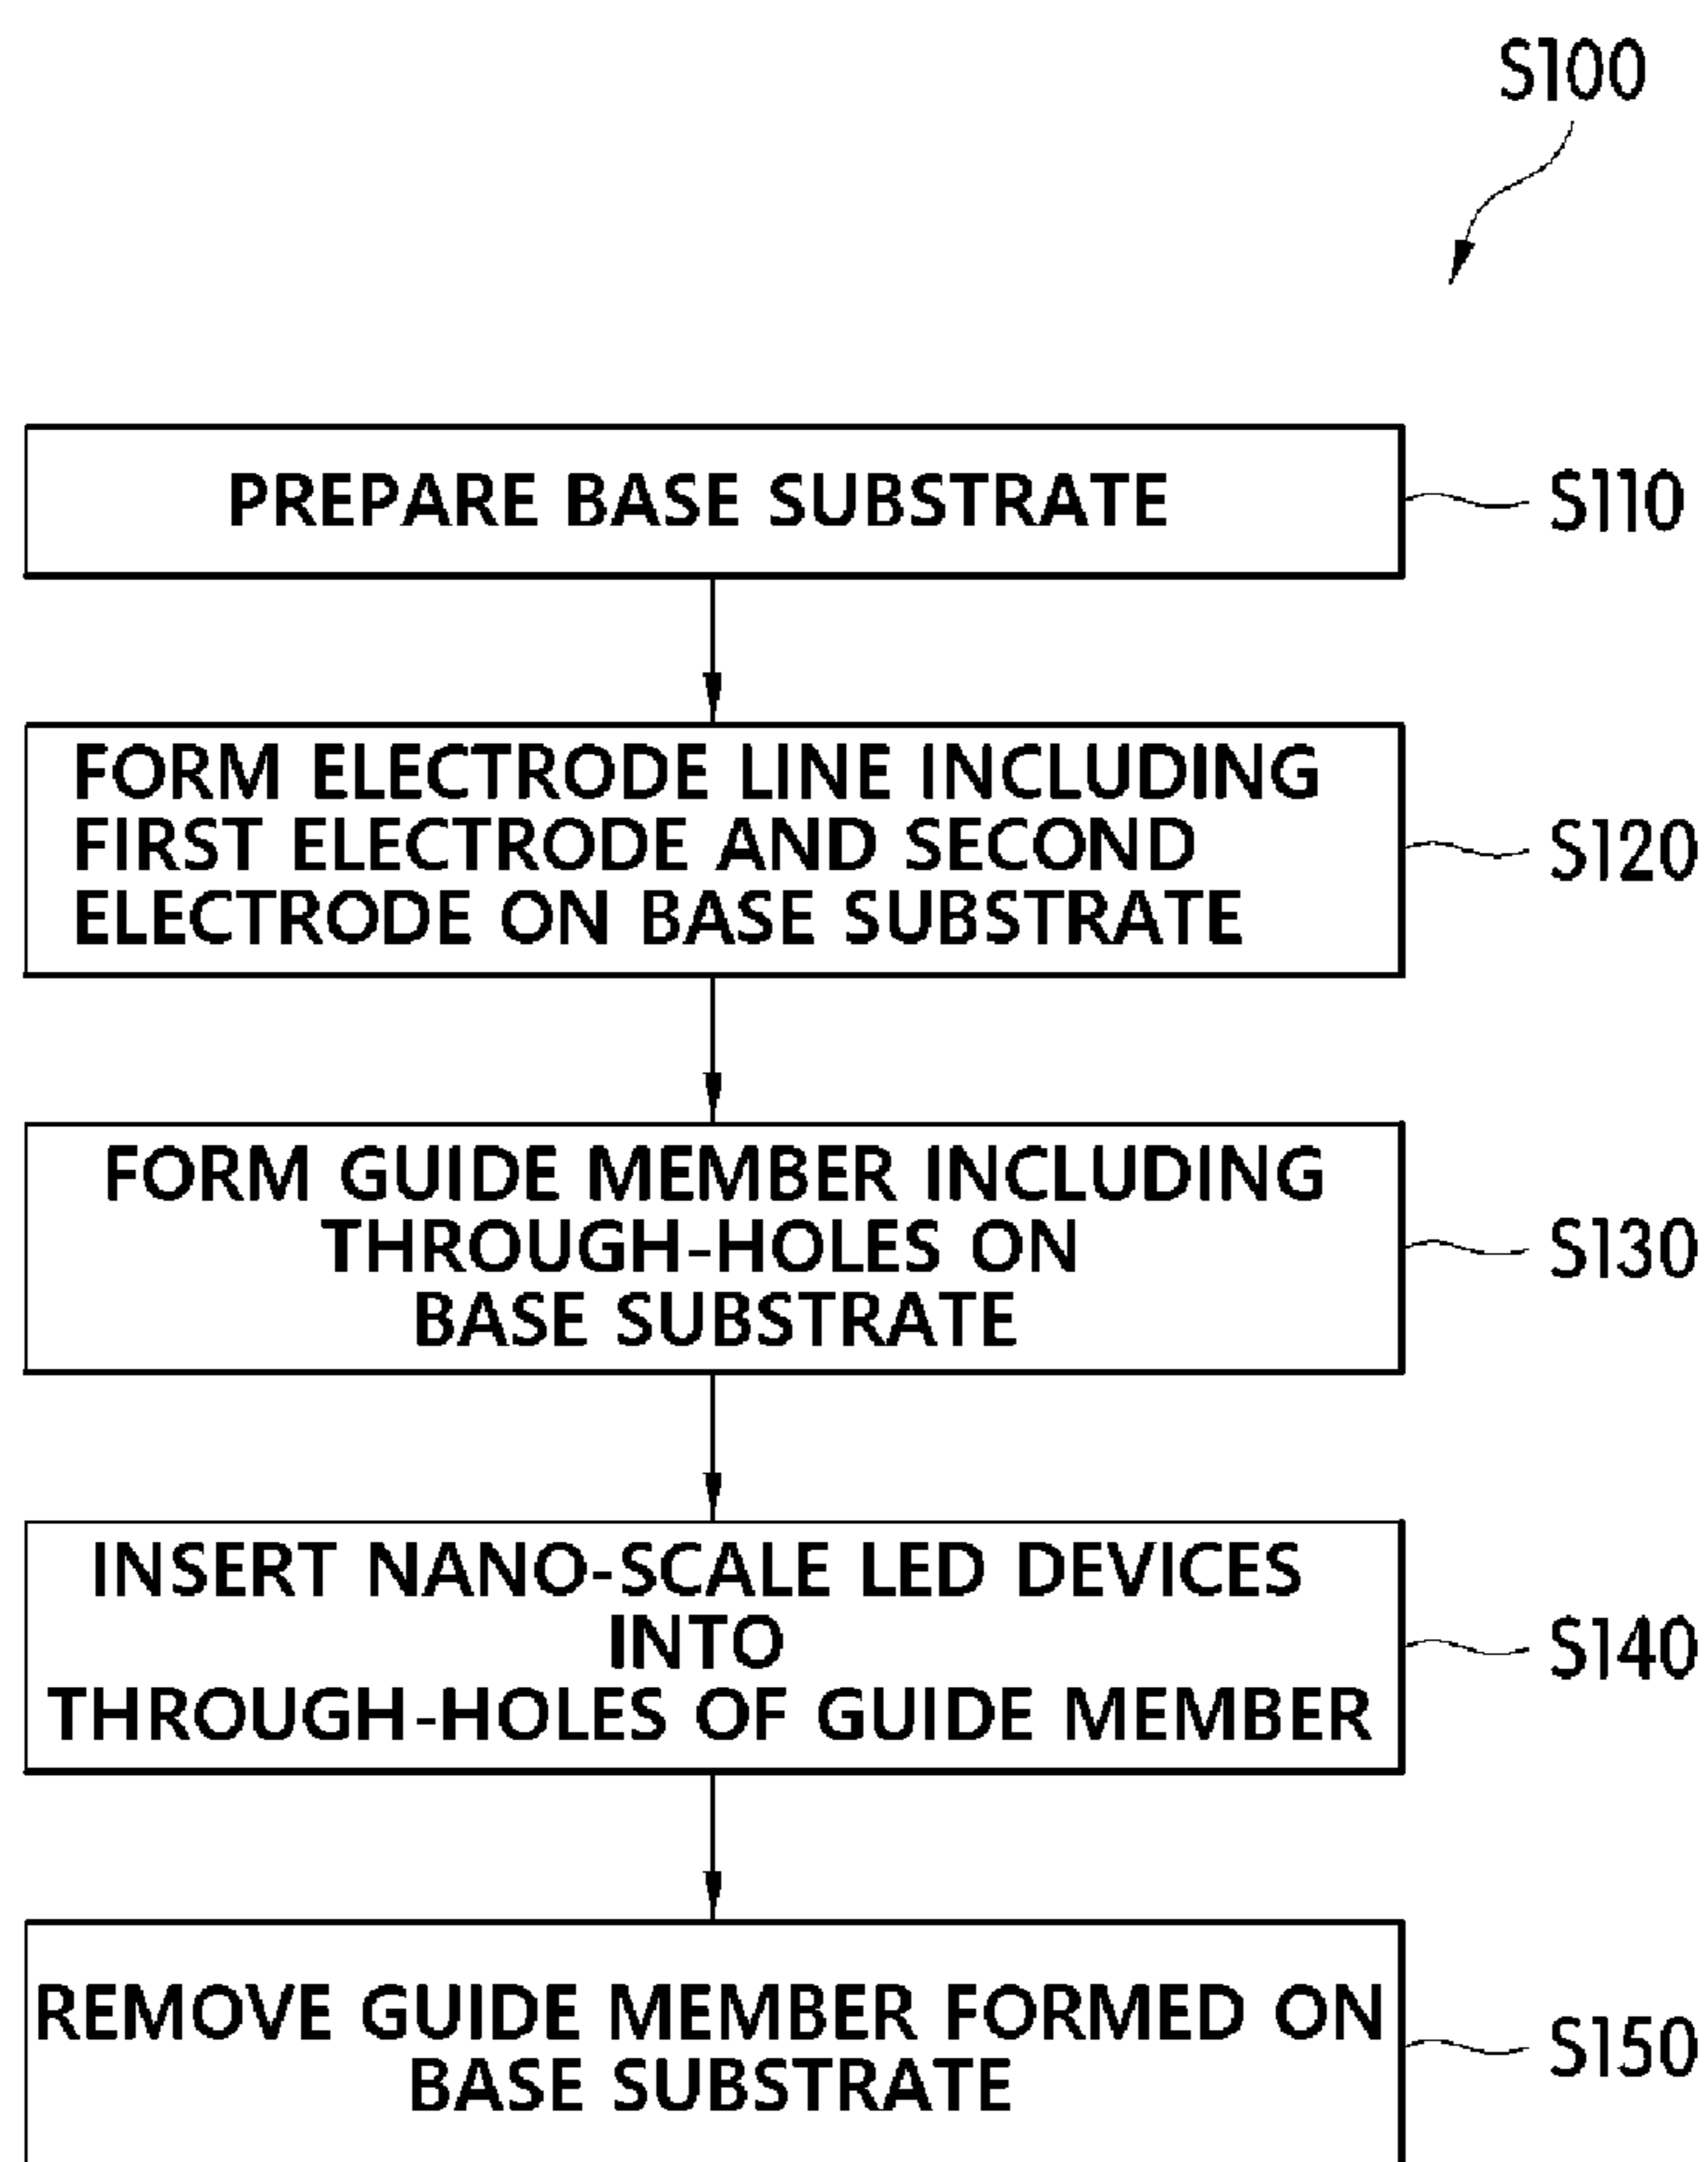 S100
PREPARE BASE SUBSTRATE
S110
FORM ELECTRODE LINE INCLUDING
FIRST ELECTRODE AND SECOND
ELECTRODE ON BASE SUBSTRATE
S120
FORM GUIDE MEMBER INCLUDING
THROUGH-HOLES ON
BASE SUBSTRATE
S130
INSERT NANO-SCALE LED DEVICES
INTO
THROUGH-HOLES OF GUIDE MEMBER
S140
REMOVE GUIDE MEMBER FORMED ON
BASE SUBSTRATE
S150